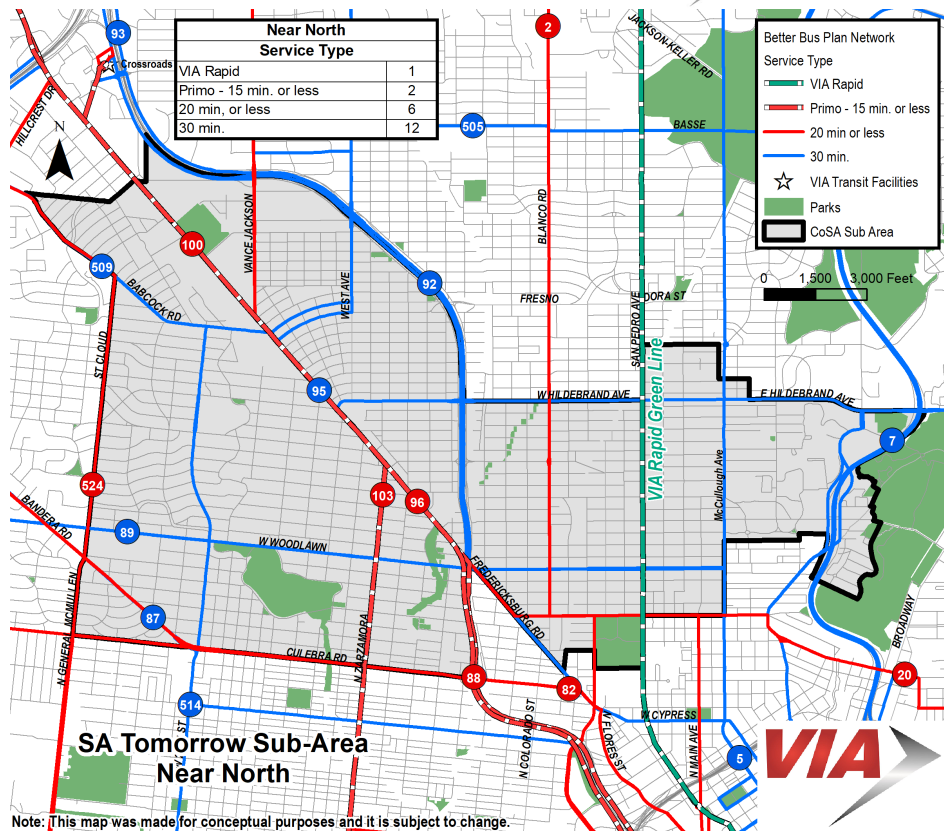 93
Near North
Service Type
VIA Rapid 1
Primo - 15 min. or less 2
20 min, or less 6
30 min. 12
2
JACKSON-KELLER RD
Better Bus Plan Network
Service Type
VIA Rapid
Primo - 15 min. or less
20 min or less
30 min.
VIA Transit Facilities
Parks
CoSA Sub Area
Crossroads
HILLCREST DR
N
505
BASSE
VANCE JACKSON
BLANCO RD
100
509
BABCOCK RD
WEST AVE
92
FRESNO
DORA ST
SAN PEDRO AVE
0 1,500 3,000 Feet
ST CLOUD
VIA Rapid Green Line
95
W HILDEBRAND AVE
E HILDEBRAND AVE
7
524
103
96
McCullough Ave
BANDERA RD
89
W WOODLAWN
FREDERICKSBURG RD
N GENERAL MCMULLEN
87
N ZARZAMORA
BROADWAY
CULEBRA RD
88
82
20
514
N COLORADO ST
N FLORES ST
W CYPRESS
N MAIN AVE
5
ST
SA Tomorrow Sub-Area
Near North
VIA
Note: This map was made for conceptual purposes and it is subject to change.